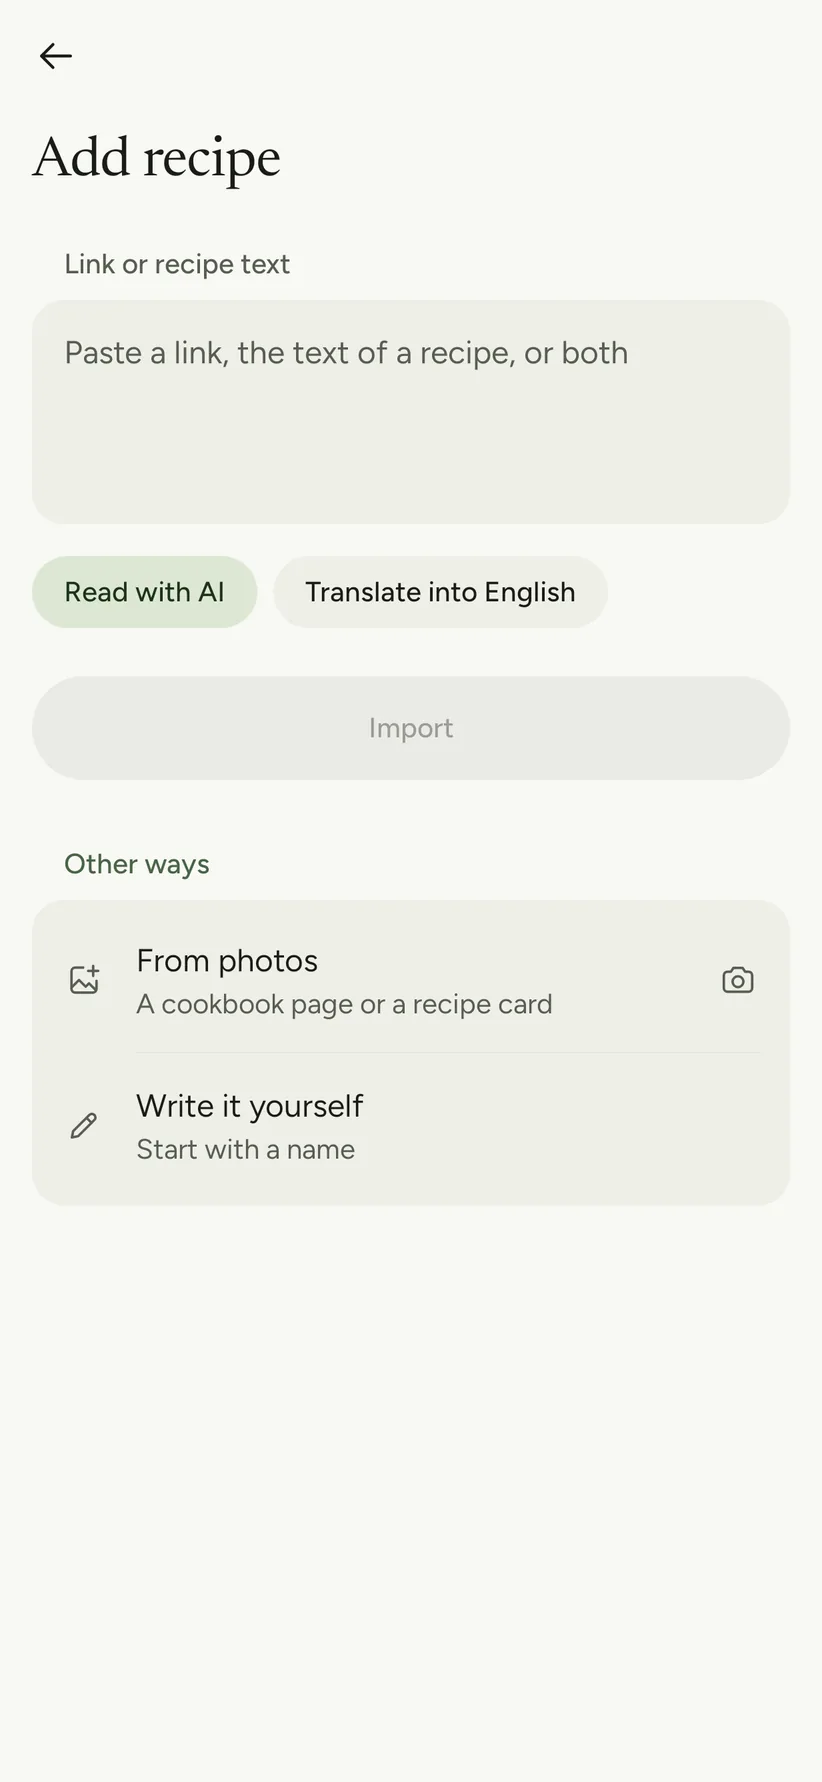 Add recipe
Link or recipe text
Paste a link, the text of a recipe, or both
Read with AI
Translate into English
Import
Other ways
From photos
A cookbook page or a recipe card
Write it yourself
Start with a name